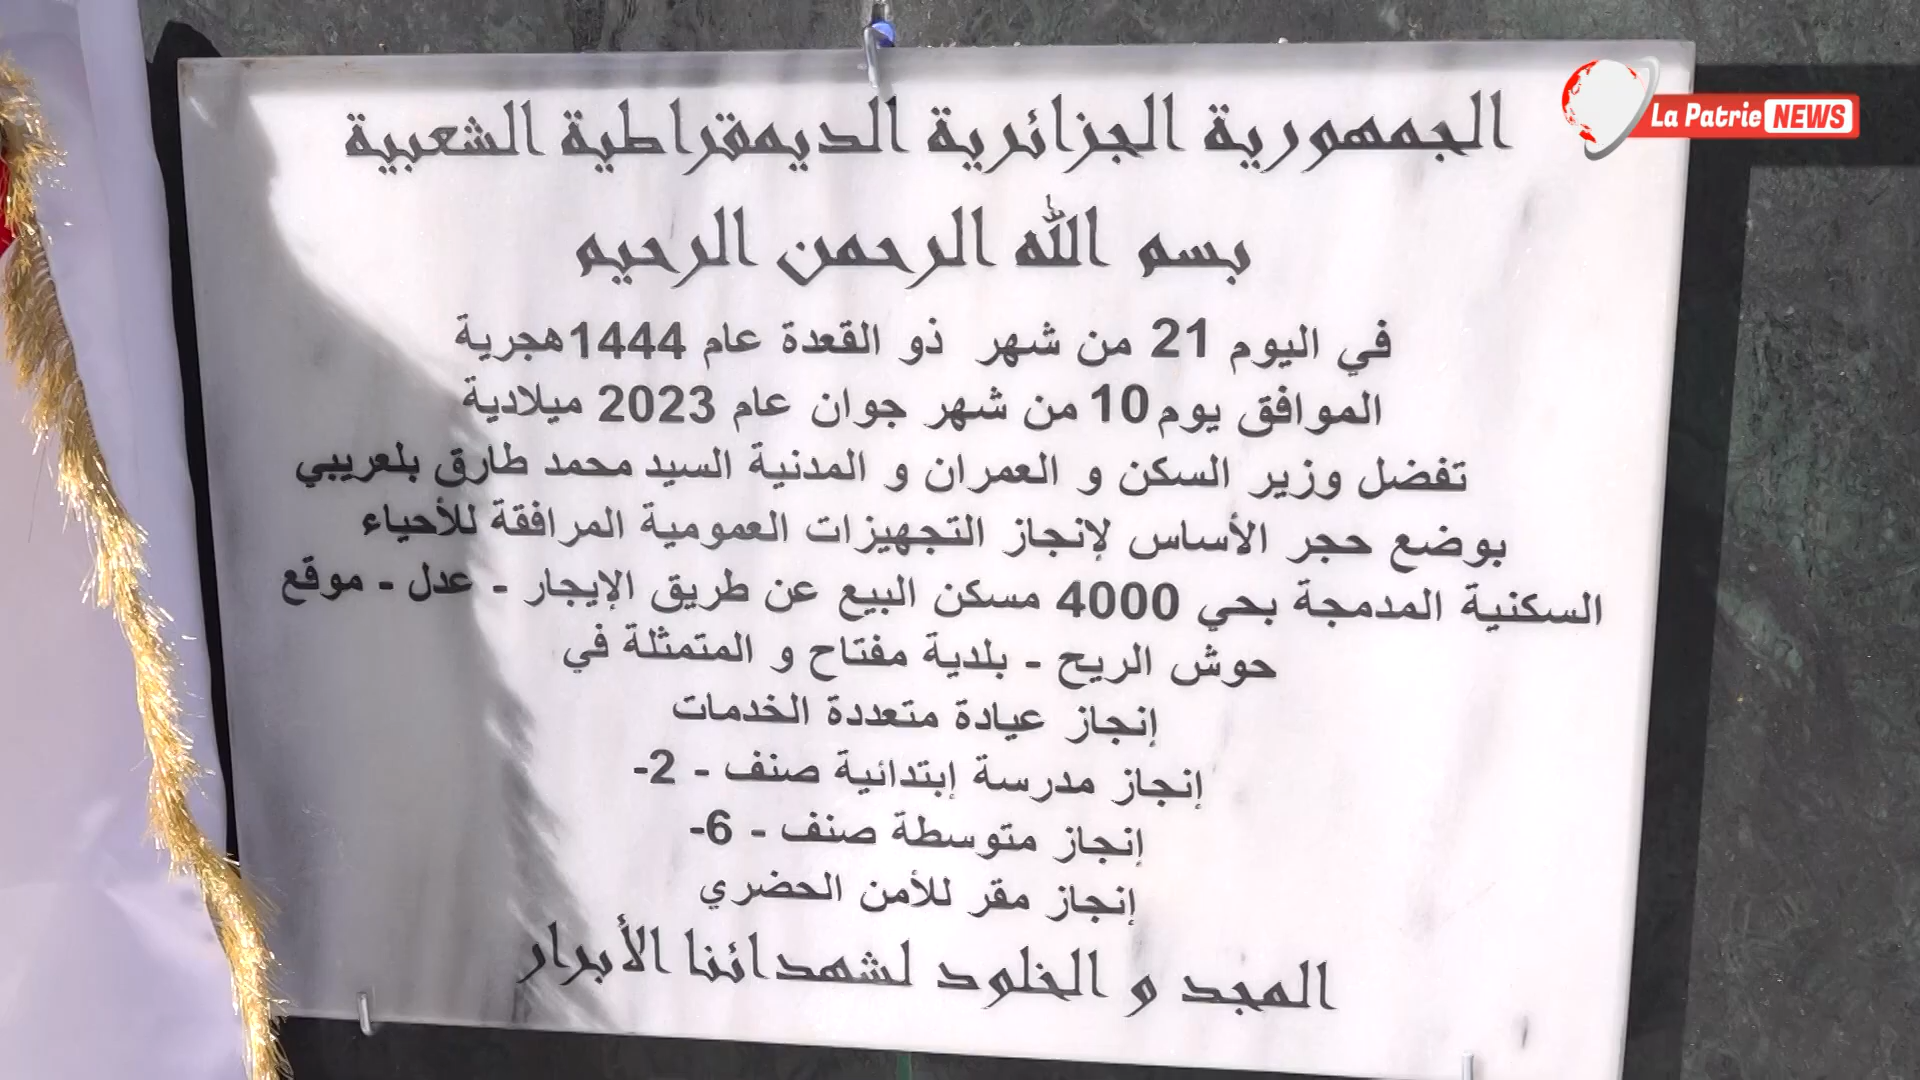 الجمهورية الجزائرية الديمقراطية الشعبية
بسم الله الرحمن الرحيم
في اليوم 21 من شهر ذو القعدة عام 1444هجرية
الموافق يوم 10 من شهر جوان عام 2023 ميلادية
تفضل وزير السكن و العمران و المدنية السيد محمد طارق بلعريبي
بوضع حجر الأساس لإنجاز التجهيزات العمومية المرافقة للأحياء
السكنية المدمجة بحي 4000 مسكن البيع عن طريق الإيجار - عدل - موقع
حوش الريح - بلدية مفتاح و المتمثلة في
إنجاز عيادة متعددة الخدمات
إنجاز مدرسة إبتدائية صنف - 2-
إنجاز متوسطة صنف - 6-
إنجاز مقر للأمن الحضري
المجد و الخلود لشهدائنا الأبرار
La Patrie NEWS